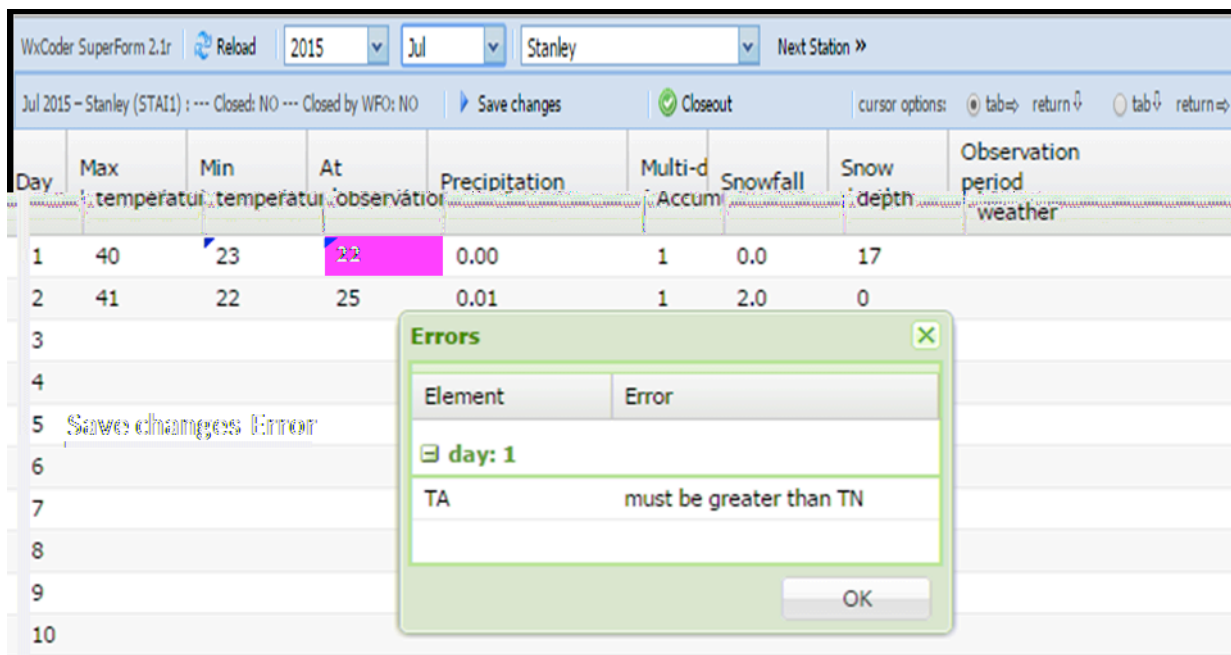 WxCoder SuperForm 2.1r Reload 2015 Jul Stanley Next Station »
Jul 2015 – Stanley (STAI1) : --- Closed: NO --- Closed by WFO: NO Save changes Closeout cursor options: tab⇨ return⇩ tab⇩ return⇨
Day Max temperatur Min temperatur At observation Precipitation Multi-d Accum Snowfall Snow depth Observation period weather
1 40 23 22 0.00 1 0.0 17
2 41 22 25 0.01 1 2.0 0
3
4
5 Save changes Error
6
7
8
9
10
Errors
Element Error
day: 1
TA must be greater than TN
OK